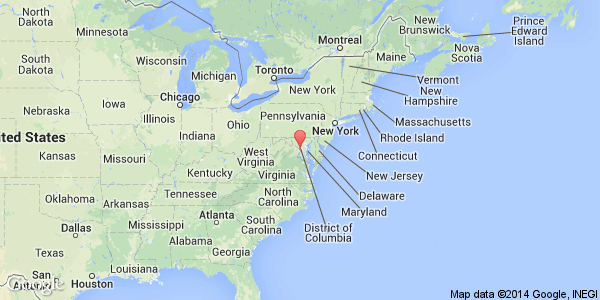 North
Dakota
Minnesota
South
Dakota
Wisconsin
Michigan
Toronto
Montreal
New
Brunswick
Prince
Edward
Island
Nova
Scotia
Maine
Vermont
New
Hampshire
New York
Massachusetts
Rhode Island
Connecticut
New Jersey
Delaware
Maryland
District of
Columbia
Nebraska
Iowa
Chicago
Illinois
Indiana
Ohio
Pennsylvania
New York
United States
Kansas
Missouri
West
Virginia
Kentucky
Virginia
Oklahoma
Arkansas
Tennessee
North
Carolina
Atlanta
South
Carolina
Mississippi
Alabama
Georgia
Dallas
Texas
Louisiana
San
Antonio
Houston
Google
Map data ©2014 Google, INEGI